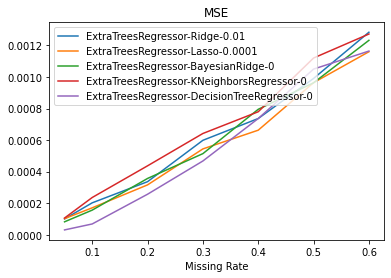 MSE
0.0012
0.0010
0.0008
0.0006
0.0004
0.0002
0.0000
ExtraTreesRegressor-Ridge-0.01
ExtraTreesRegressor-Lasso-0.0001
ExtraTreesRegressor-BayesianRidge-0
ExtraTreesRegressor-KNeighborsRegressor-0
ExtraTreesRegressor-DecisionTreeRegressor-0
0.1 0.2 0.3 0.4 0.5 0.6
Missing Rate